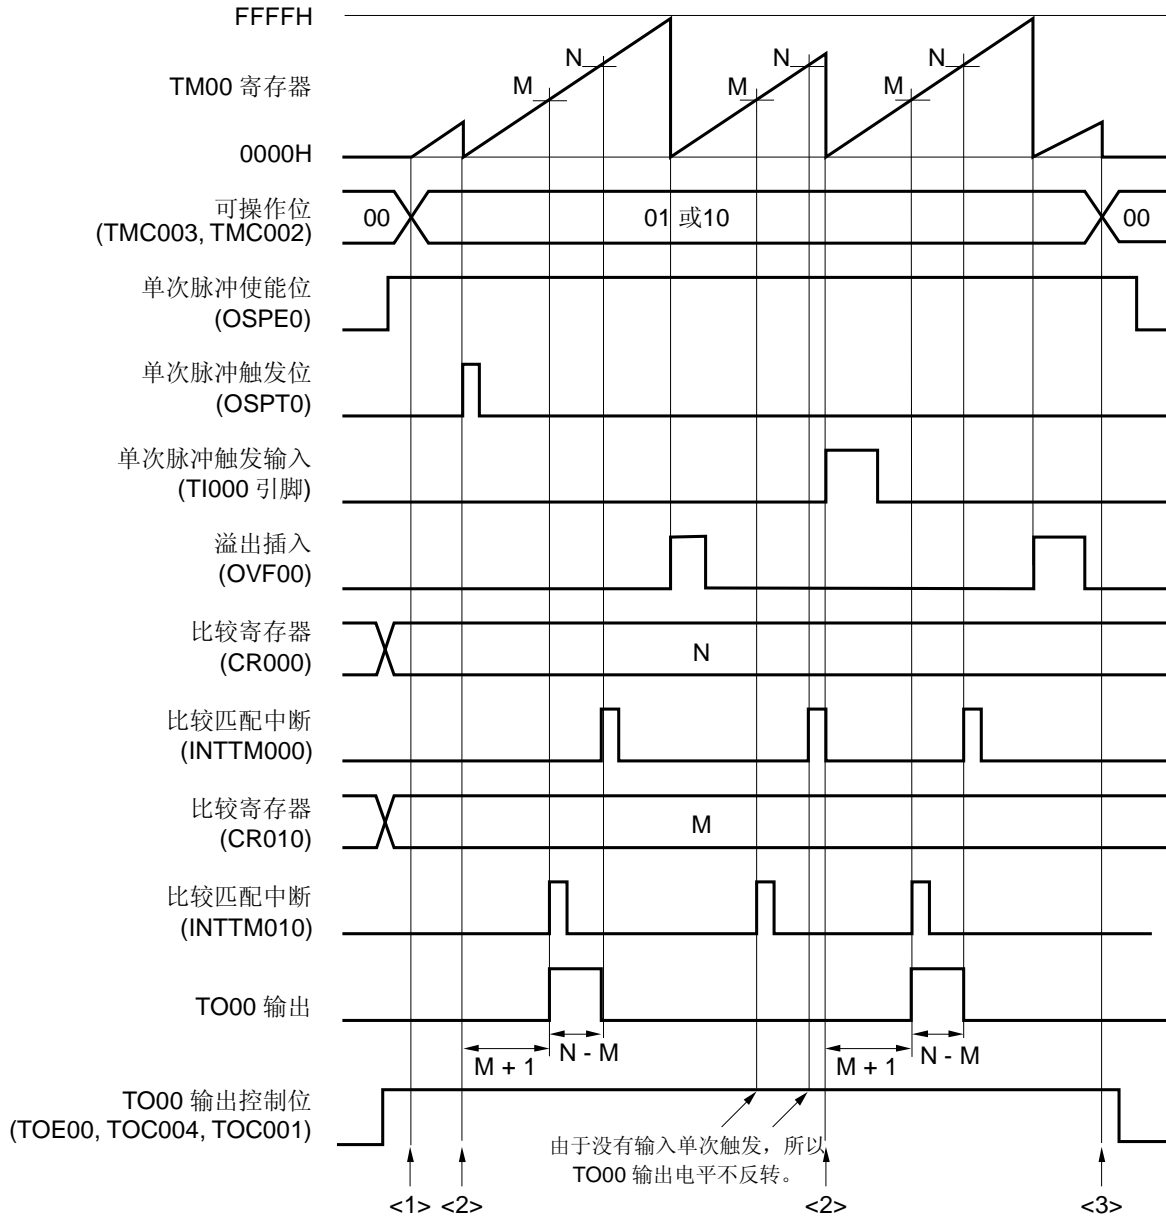 FFFFH
TM00 寄存器
0000H
M
N
M
N
M
N
可操作位
(TMC003, TMC002)
00
01 或10
00
单次脉冲使能位
(OSPE0)
单次脉冲触发位
(OSPT0)
单次脉冲触发输入
(TI000 引脚)
溢出插入
(OVF00)
比较寄存器
(CR000)
N
比较匹配中断
(INTTM000)
比较寄存器
(CR010)
M
比较匹配中断
(INTTM010)
TO00 输出
M + 1
N - M
M + 1
N - M
TO00 输出控制位
(TOE00, TOC004, TOC001)
由于没有输入单次触发，所以
TO00 输出电平不反转。
<1> <2> <2> <3>